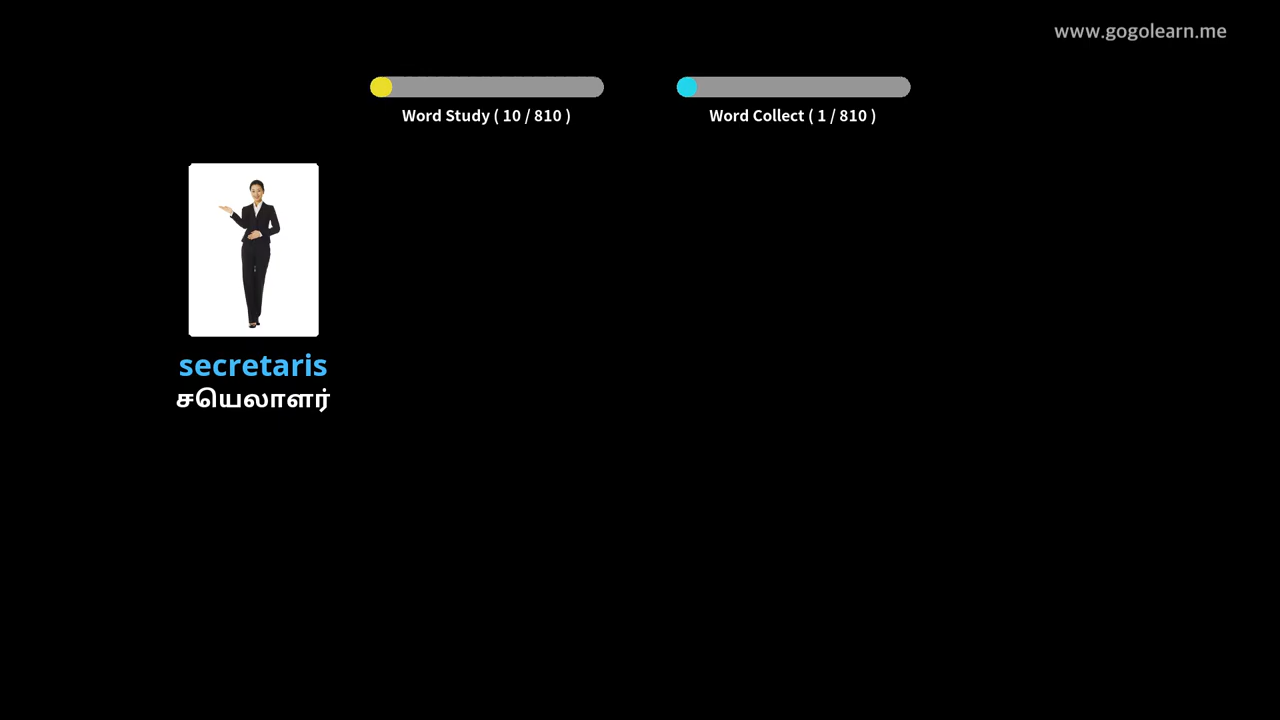 www.gogolearn.me
Word Study ( 10 / 810 )
Word Collect ( 1 / 810 )
secretaris
சயெலாளர்